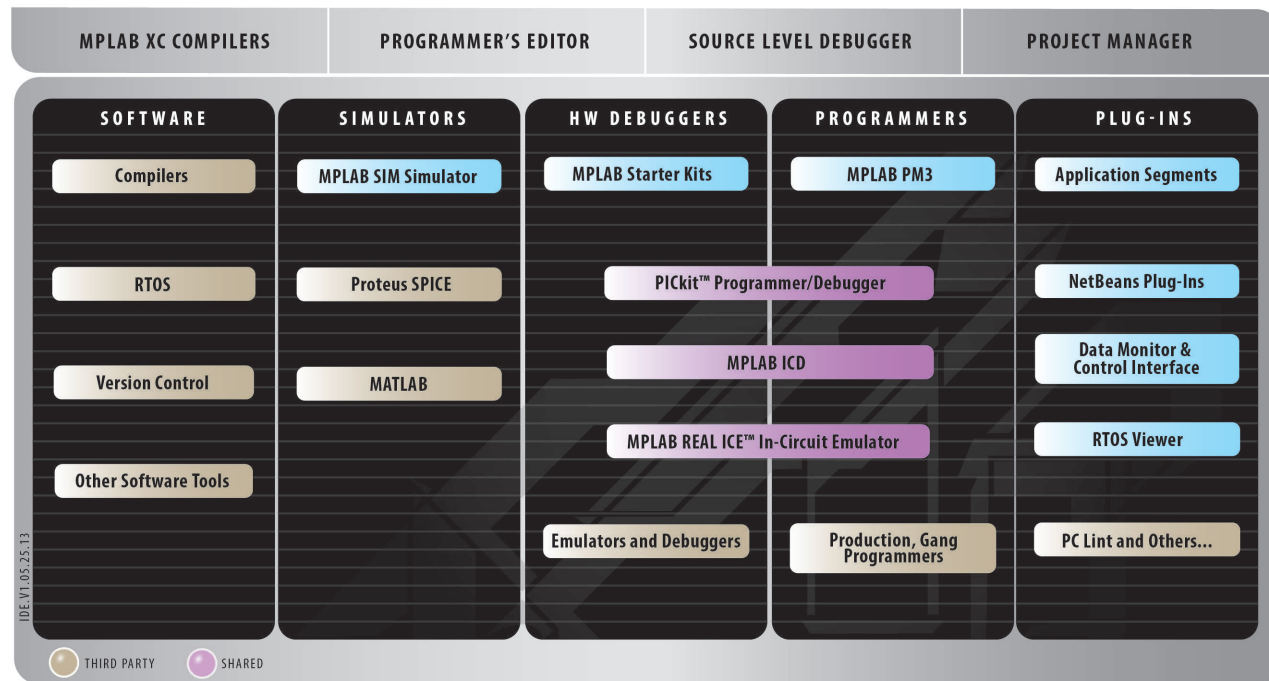 MPLAB XC COMPILERS
PROGRAMMER'S EDITOR
SOURCE LEVEL DEBUGGER
PROJECT MANAGER
SOFTWARE
Compilers
RTOS
Version Control
Other Software Tools
SIMULATORS
MPLAB SIM Simulator
Proteus SPICE
MATLAB
HW DEBUGGERS
PROGRAMMERS
MPLAB Starter Kits
MPLAB PM3
PICkit™ Programmer/Debugger
MPLAB ICD
MPLAB REAL ICE™ In-Circuit Emulator
Emulators and Debuggers
Production, Gang
Programmers
PLUG-INS
Application Segments
NetBeans Plug-Ins
Data Monitor &
Control Interface
RTOS Viewer
PC Lint and Others...
IDE.V1.05.25.13
THIRD PARTY
SHARED